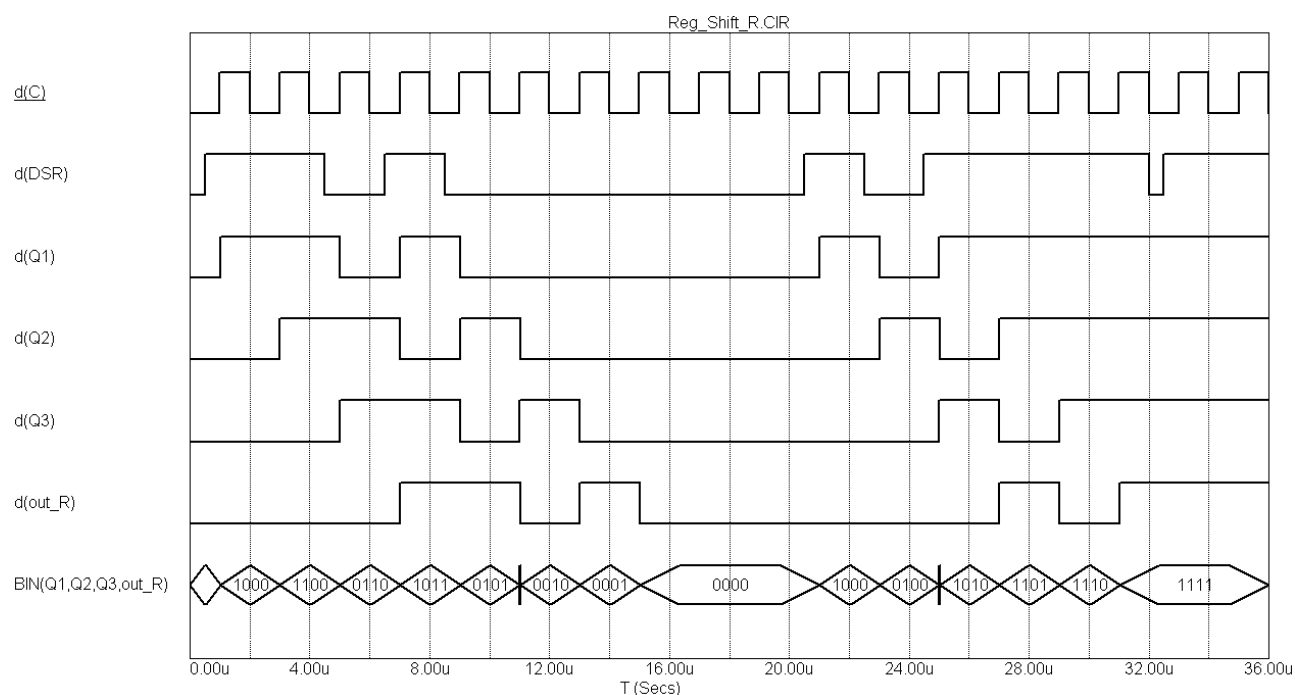 Reg_Shift_R.CIR
d(C)
d(DSR)
d(Q1)
d(Q2)
d(Q3)
d(out_R)
BIN(Q1,Q2,Q3,out_R) 1000 1100 0110 1011 0101 0010 0001 0000 1000 0100 1010 1101 1110 1111
0.00u 4.00u 8.00u 12.00u 16.00u 20.00u 24.00u 28.00u 32.00u 36.00u
T (Secs)